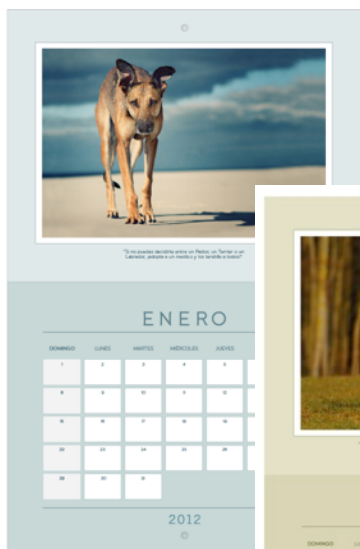 "Si no puedes decidirte entre un Pastor, un Terrier o un
Labrador, adopta a un mestizo y ¡los tendrás a todos!"
ENERO
DOMINGO LUNES MARTES MIÉRCOLES JUEVES
1 2 3 4 5
8 9 10 11 12
15 16 17 18 19
22 23 24 25 26
29 30 31
2012
DOMINGO